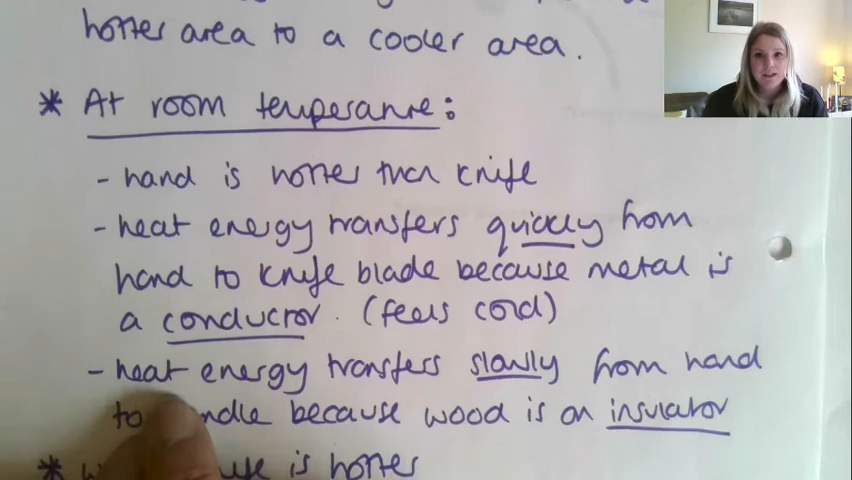 hotter area to a cooler area.
* At room temperature:
- hand is hotter than knife
- heat energy transfers quickly from
hand to knife blade because metal is
a conductor. (feels cold)
- heat energy transfers slowly from hand
to because wood is an insulator
* is hotter